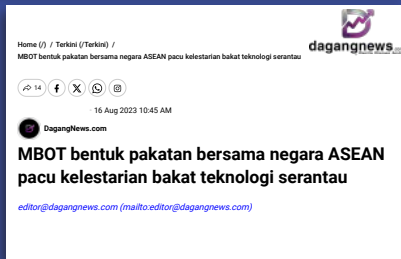 Home (/) / Terkini (/Terkini) /
MBOT bentuk pakatan bersama negara ASEAN pacu kelestarian bakat teknologi serantau
dagangnews
14
16 Aug 2023 10:45 AM
DagangNews.com
MBOT bentuk pakatan bersama negara ASEAN
pacu kelestarian bakat teknologi serantau
editor@dagangnews.com (mailto:editor@dagangnews.com)